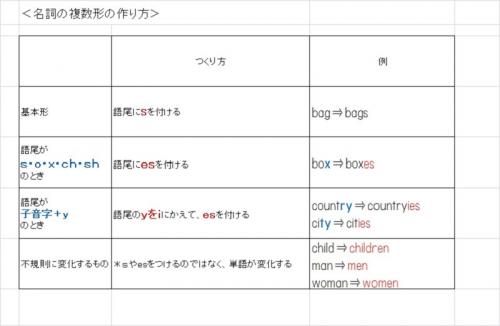 ＜名詞の複数形の作り方＞
つくり方
例
基本形
語尾にsを付ける
bag⇒bags
語尾が
s・o・x・ch・sh
のとき
語尾にesを付ける
box⇒boxes
語尾が
子音字＋y
のとき
語尾のyをiにかえて、esを付ける
country⇒countryies
city⇒cities
不規則に変化するもの
＊sやesをつけるのではなく、単語が変化する
child⇒children
man⇒men
woman⇒women